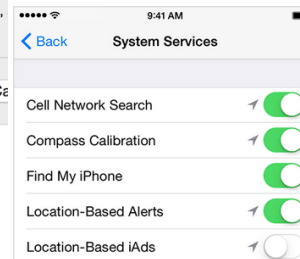 9:41 AM
Back
System Services
Cell Network Search
Compass Calibration
Find My iPhone
Location-Based Alerts
Location-Based iAds